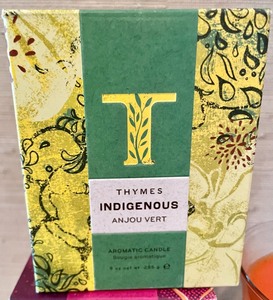 T
THYMES
INDIGENOUS
ANJOU VERT
AROMATIC CANDLE
Bougie aromatique